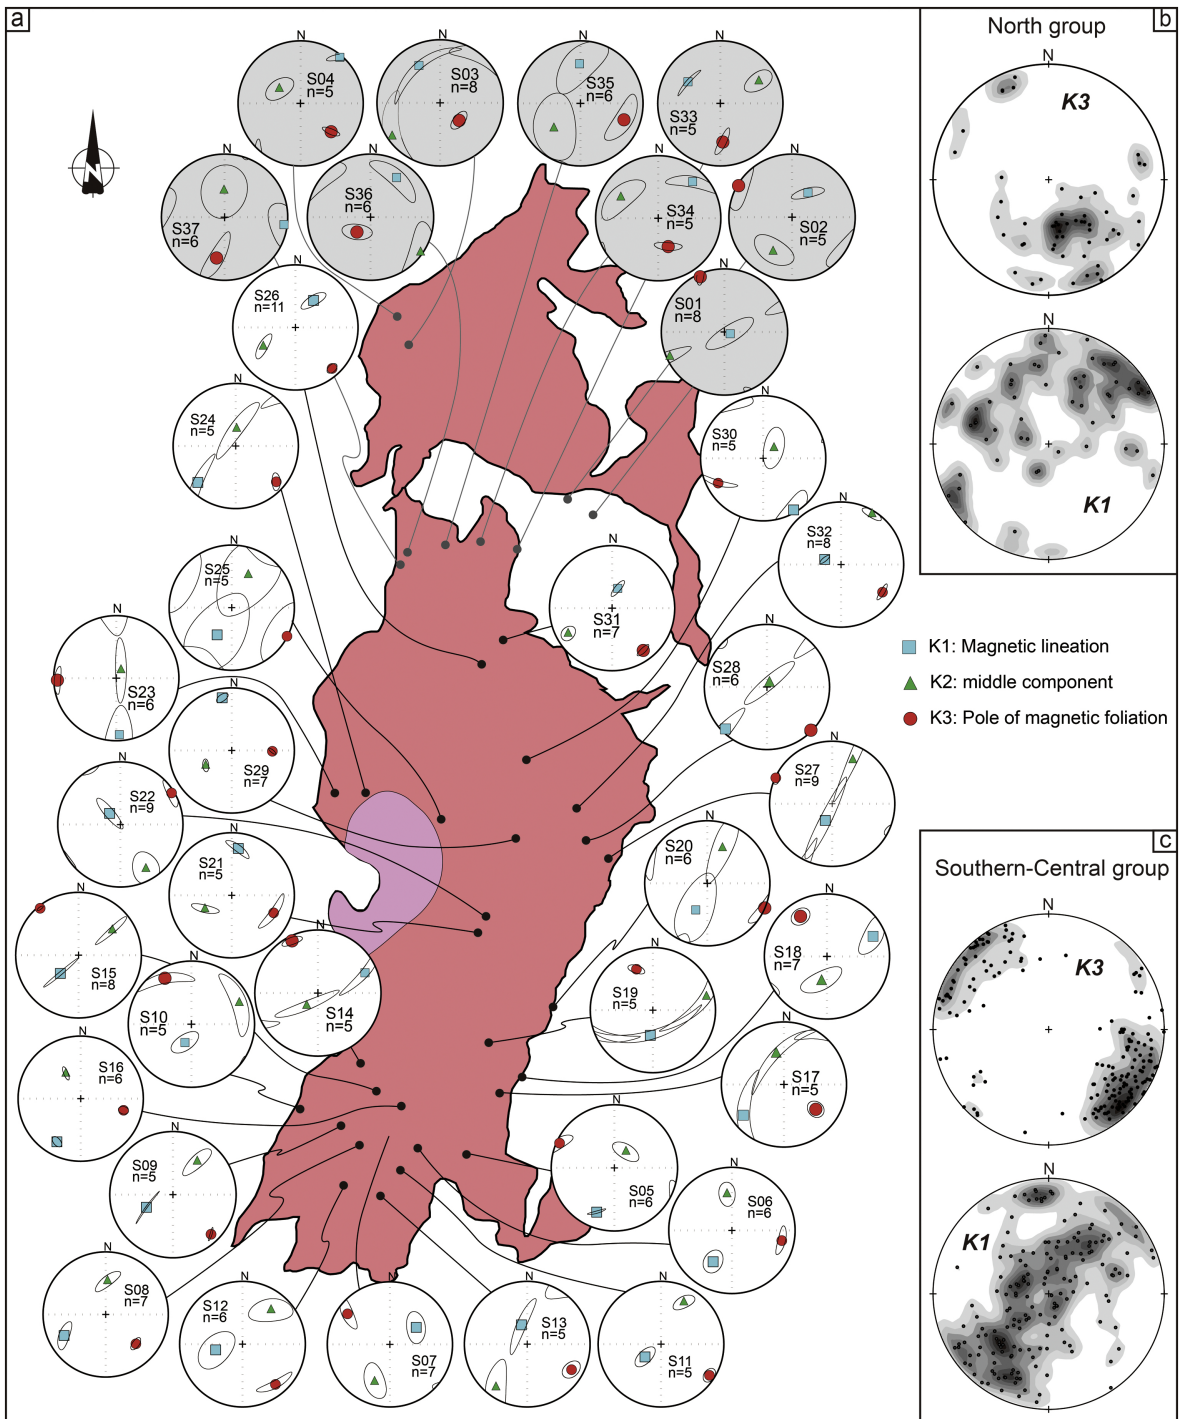 a
N
N
N
N
N
S04
n=5
S03
n=8
S35
n=6
S33
n=5
N
N
N
N
S37
n=6
S36
n=6
S34
n=5
S02
n=5
N
S26
n=11
N
S01
n=8
N
S24
n=5
N
S30
n=5
N
S32
n=8
N
S25
n=5
N
S31
n=7
N
S23
n=6
N
S28
n=6
N
S29
n=7
N
S27
n=9
N
S22
n=9
N
S21
n=5
N
S20
n=6
N
S18
n=7
N
S15
n=8
N
S10
n=5
N
S14
n=5
N
S19
n=5
N
S16
n=6
N
S17
n=5
N
S09
n=5
N
S05
n=6
N
S06
n=6
N
S08
n=7
N
S12
n=6
N
S07
n=7
N
S13
n=5
N
S11
n=5
b
North group
N
K3
N
K1
K1: Magnetic lineation
K2: middle component
K3: Pole of magnetic foliation
c
Southern-Central group
N
K3
N
K1